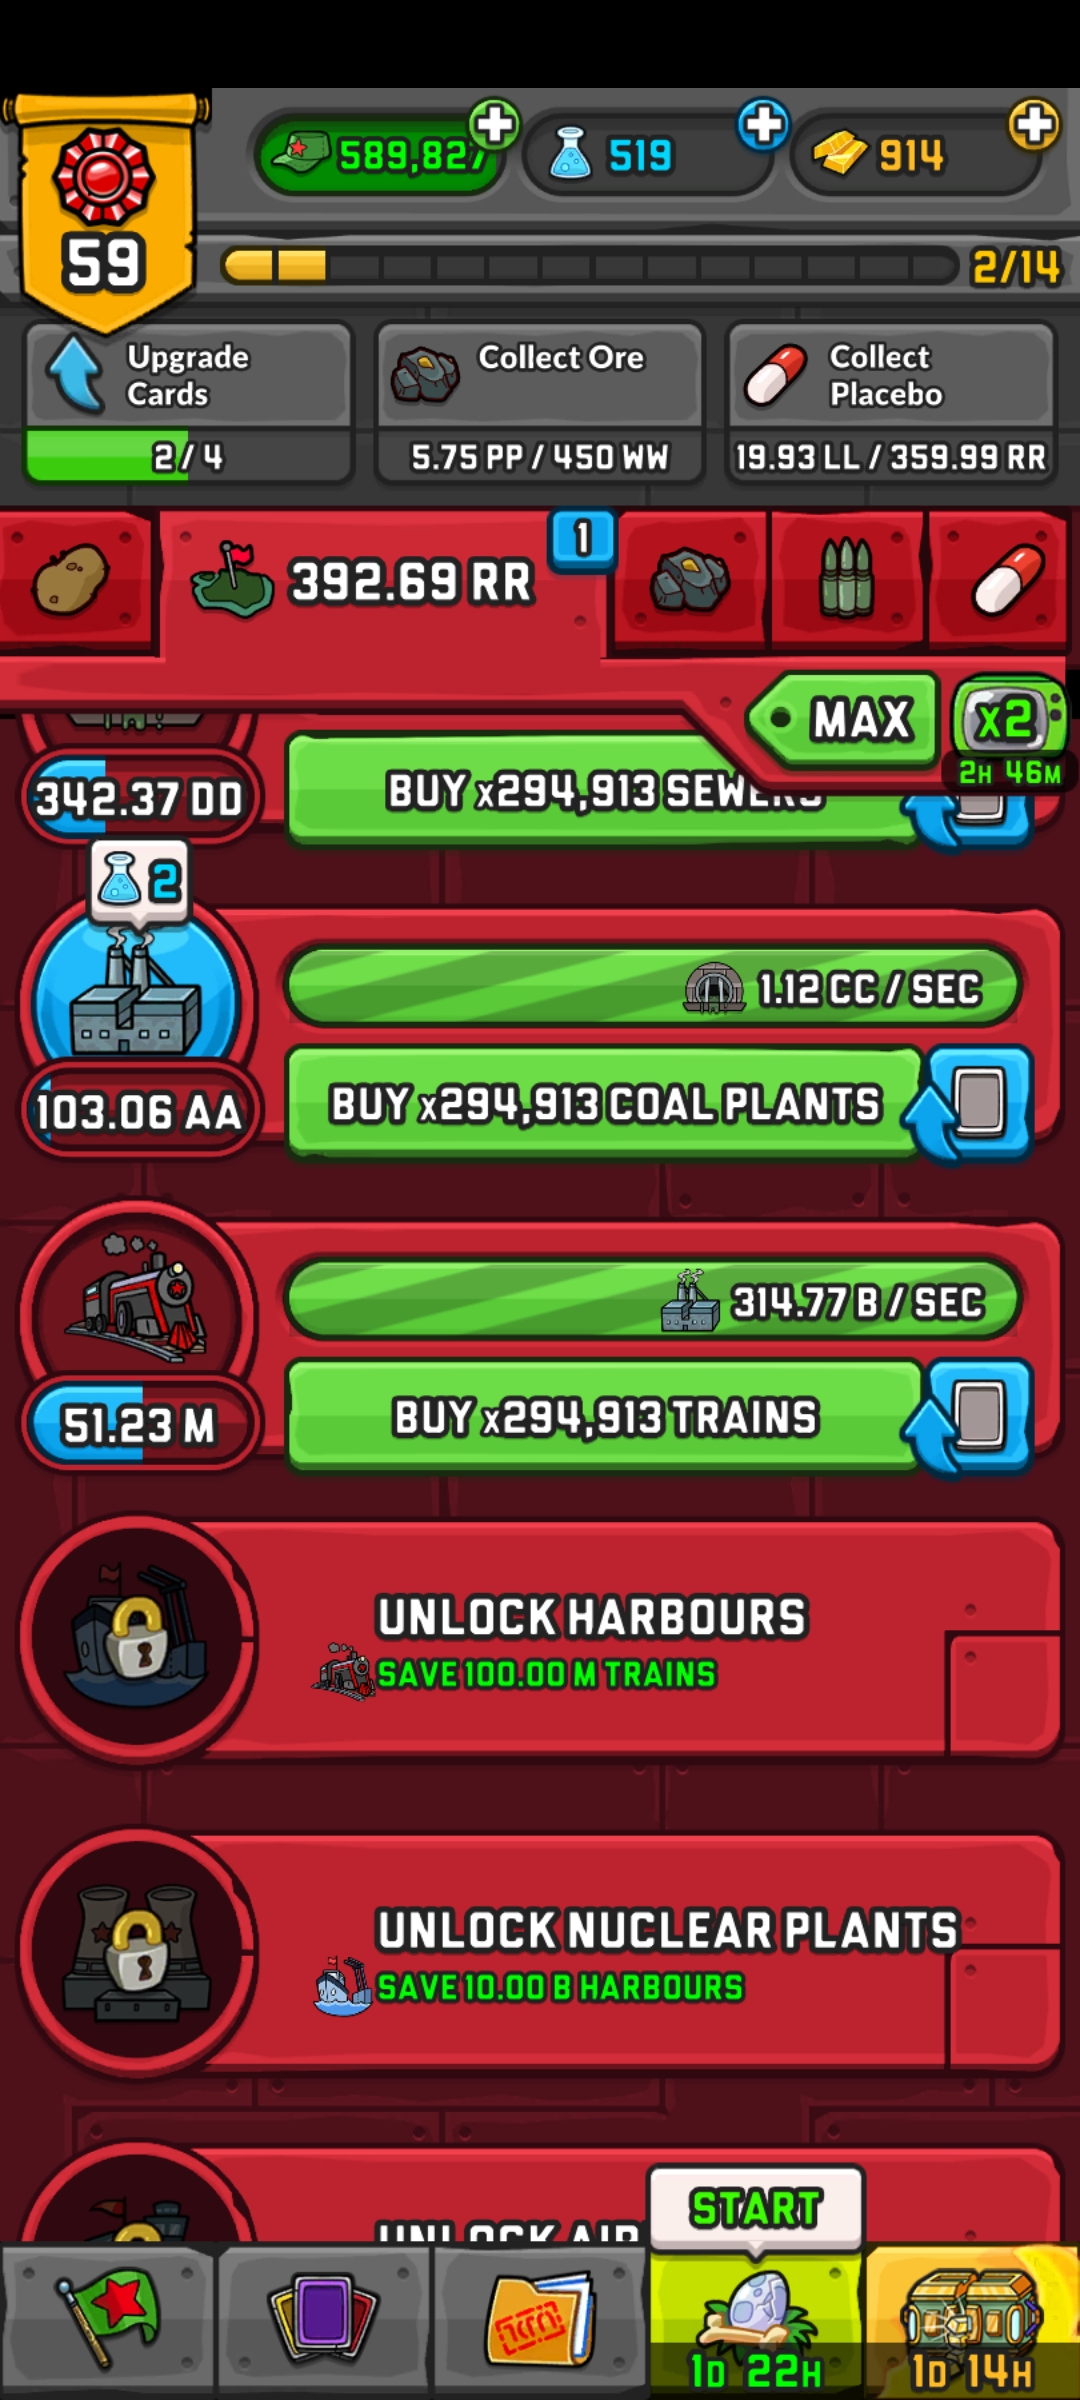 589,827
519
914
59
2/14
Upgrade
Cards
2/4
Collect Ore
5.75 PP / 450 WW
Collect
Placebo
19.93 LL / 359.99 RR
392.69 RR
1
MAX
x2
2H 46M
342.37 DD
BUY x294,913 SEWERS
2
1.12 CC / SEC
103.06 AA
BUY x294,913 COAL PLANTS
314.77 B / SEC
51.23 M
BUY x294,913 TRAINS
UNLOCK HARBOURS
SAVE 100.00 M TRAINS
UNLOCK NUCLEAR PLANTS
SAVE 10.00 B HARBOURS
UNLOCK AIR
START
1D 22H
1D 14H